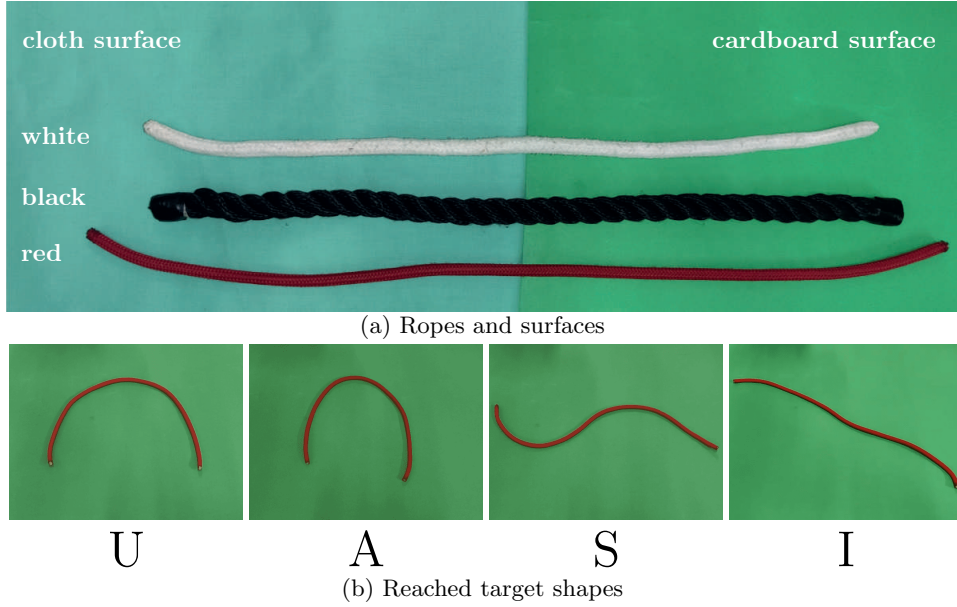 cloth surface
cardboard surface
white
black
red
(a) Ropes and surfaces
U
A
S
I
(b) Reached target shapes